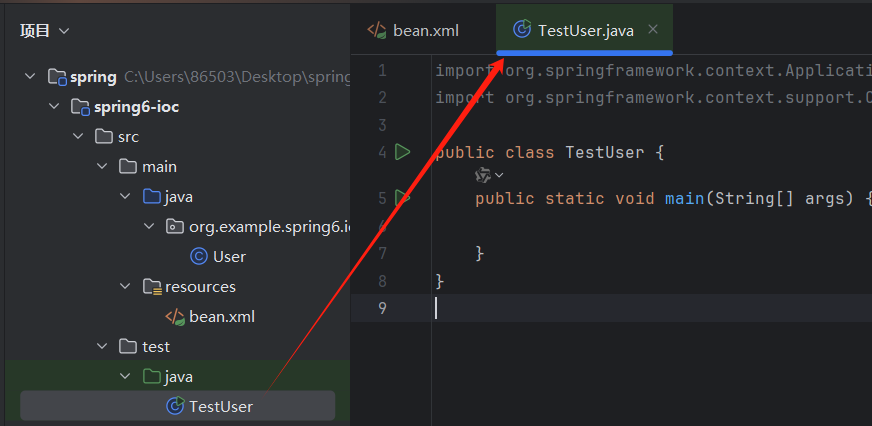 项目
spring C:\Users\86503\Desktop\spring
spring6-ioc
src
main
java
org.example.spring6.io
User
resources
bean.xml
test
java
TestUser
bean.xml
TestUser.java
1 import org.springframework.context.Applicati
2 import org.springframework.context.support.C
3
4 public class TestUser {
5 public static void main(String[] args) {
6
7 }
8 }
9